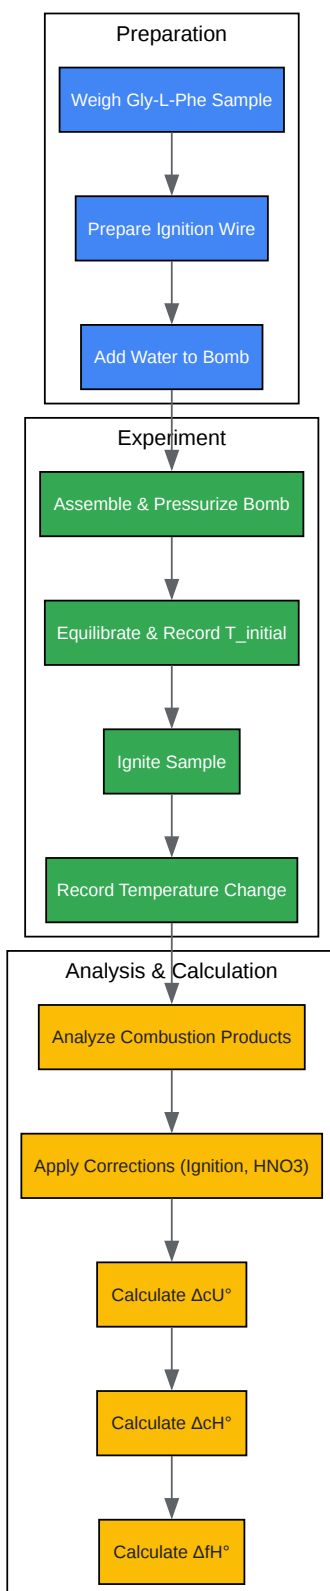 Preparation
Weigh Gly-L-Phe Sample
Prepare Ignition Wire
Add Water to Bomb
Experiment
Assemble & Pressurize Bomb
Equilibrate & Record T_initial
Ignite Sample
Record Temperature Change
Analysis & Calculation
Analyze Combustion Products
Apply Corrections (Ignition, HNO3)
Calculate ΔcU°
Calculate ΔcH°
Calculate ΔfH°